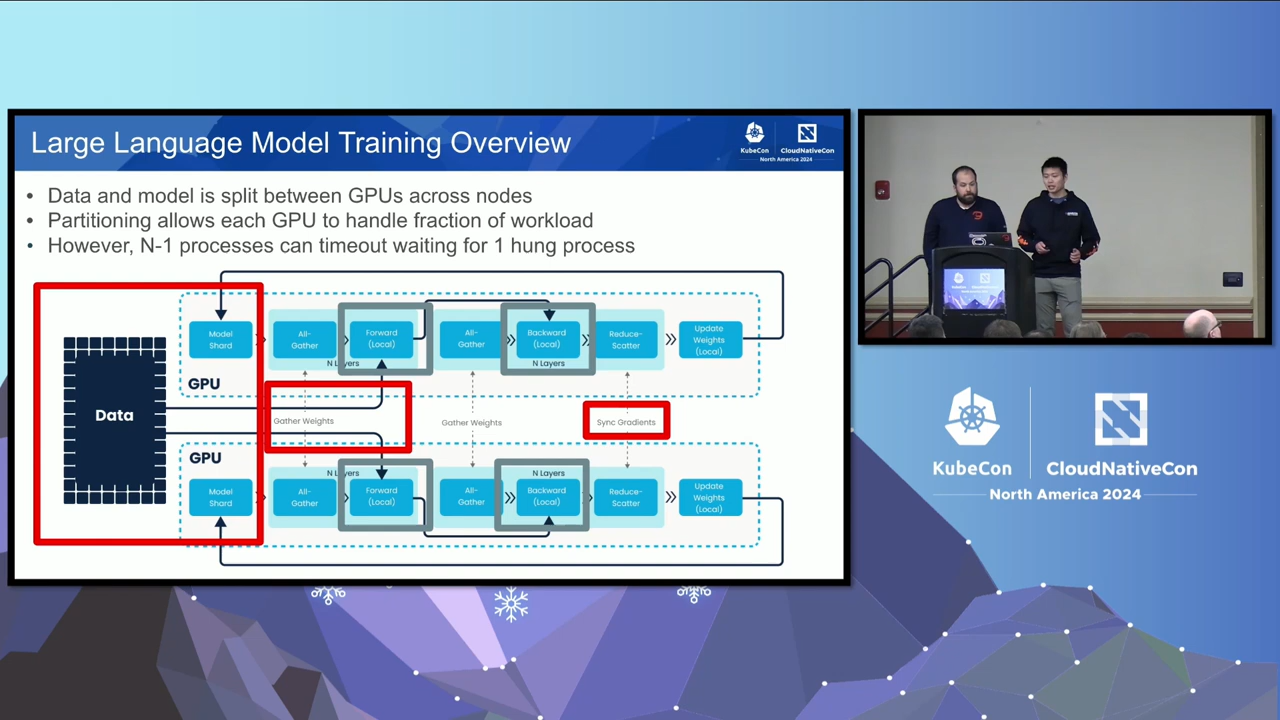 Large Language Model Training Overview
KubeCon
CloudNativeCon
North America 2024
• Data and model is split between GPUs across nodes
• Partitioning allows each GPU to handle fraction of workload
• However, N-1 processes can timeout waiting for 1 hung process
Model
Shard
All-
Gather
Forward
(Local)
N Layers
All-
Gather
Backward
(Local)
N Layers
Reduce-
Scatter
Update
Weights
(Local)
GPU
Data
Gather Weights
Gather Weights
Sync Gradients
GPU
Model
Shard
N Layers
All-
Gather
Forward
(Local)
All-
Gather
N Layers
Backward
(Local)
Reduce-
Scatter
Update
Weights
(Local)
KubeCon
CloudNativeCon
North America 2024